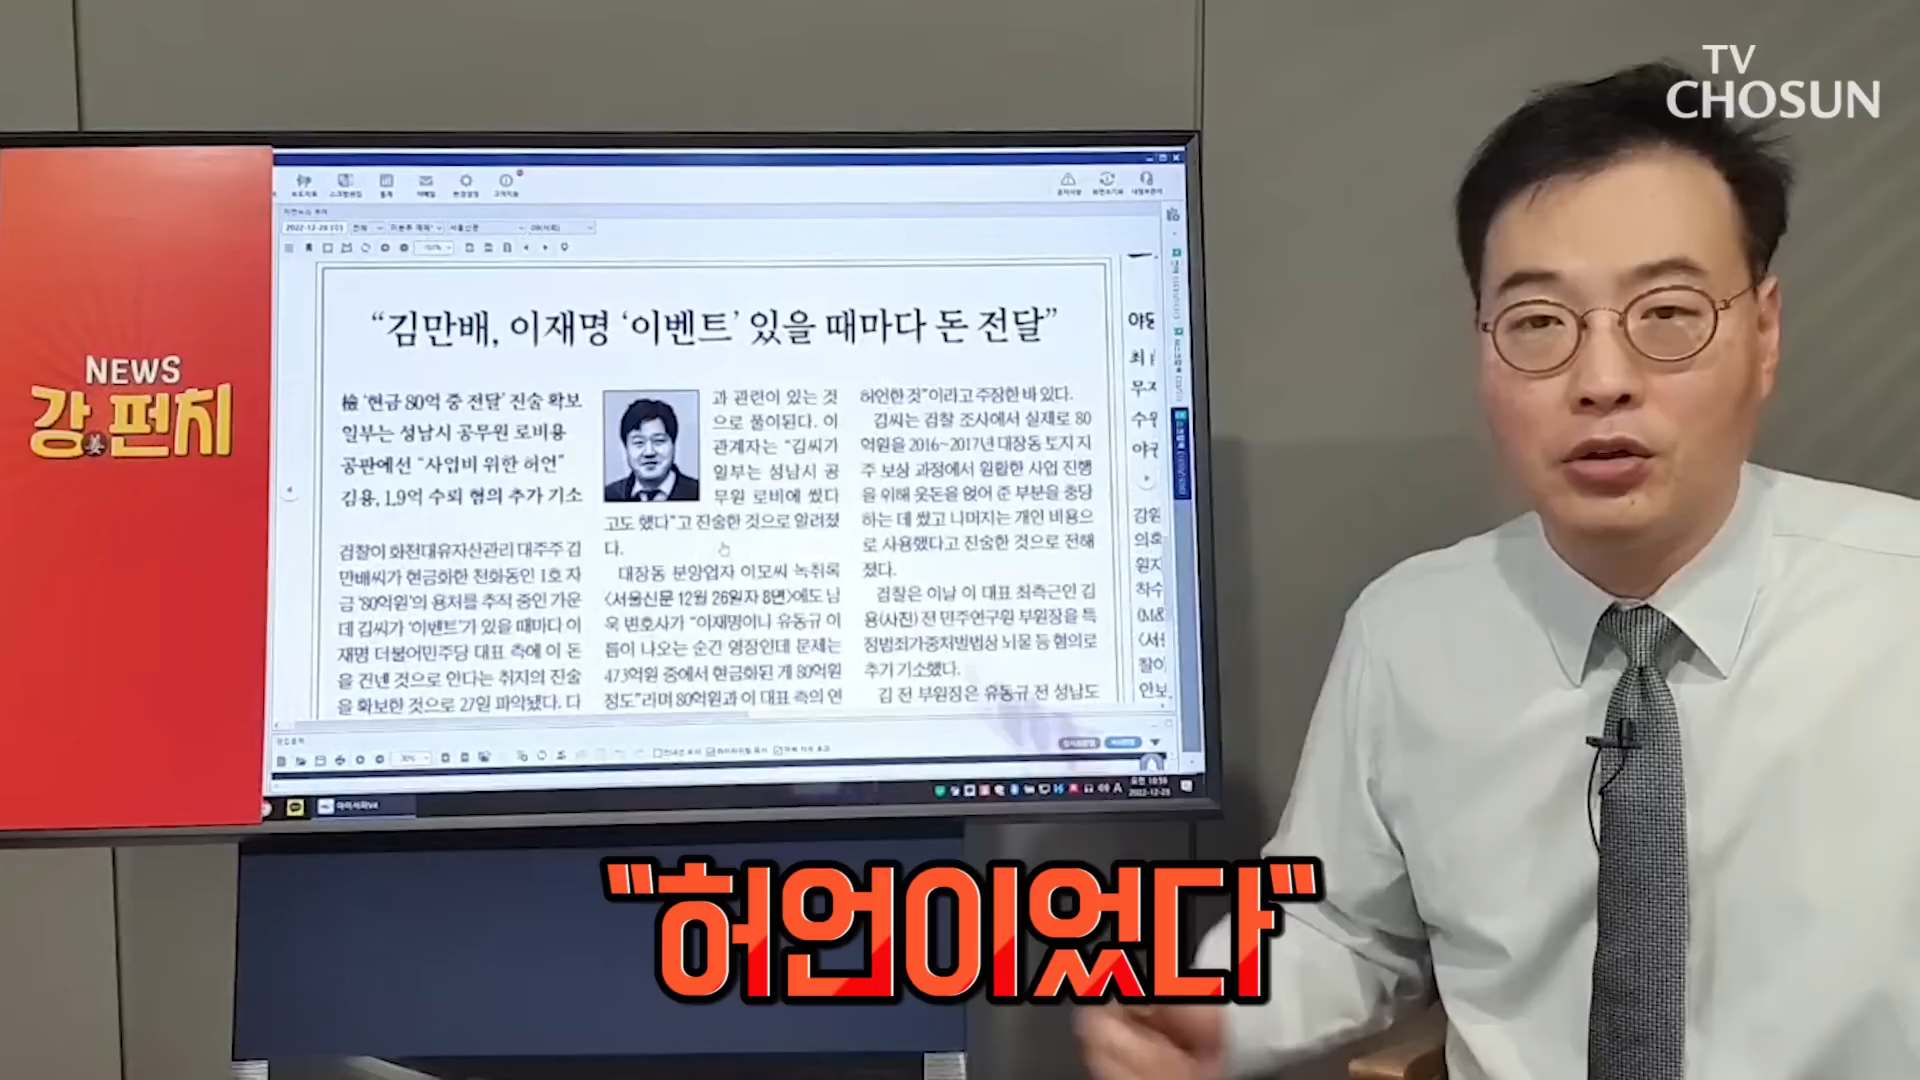 TV
CHOSUN
NEWS
강姜펀치
2022-12-28
“김만배, 이재명 ‘이벤트’ 있을 때마다 돈 전달”
檢 ‘현금 80억 중 전달’ 진술 확보
일부는 성남시 공무원 로비용
공판에선 “사업비 위한 허언”
김용, 1.9억 수뢰 혐의 추가 기소
검찰이 화천대유자산관리 대주주 김
만배씨가 현금화한 천화동인 1호 자
금 ‘80억원’의 용처를 추적 중인 가운
데 김씨가 ‘이벤트’가 있을 때마다 이
재명 더불어민주당 대표 측에 이 돈
을 건넨 것으로 안다는 취지의 진술
을 확보한 것으로 27일 파악됐다. 다
과 관련이 있는 것
으로 풀이된다. 이
관계자는 “김씨가
일부는 성남시 공
무원 로비에 썼다
고도 했다”고 진술한 것으로 알려졌
다.
대장동 분양업자 이모씨 녹취록
<서울신문 12월 26일자 8면>에도 남
욱 변호사가 “이재명이니 유동규 이
름이 나오는 순간 영장인데 문제는
473억원 중에서 현금화된 게 80억원
정도”라며 80억원과 이 대표 측의 연
허언한 것”이라고 주장한 바 있다.
김씨는 검찰 조사에서 실제로 80
억원을 2016~2017년 대장동 토지 지
주 보상 과정에서 원활한 사업 진행
을 위해 웃돈을 얹어 준 부분을 충당
하는 데 썼고 나머지는 개인 비용으
로 사용했다고 진술한 것으로 전해
졌다.
검찰은 이날 이 대표 최측근인 김
용(사진) 전 민주연구원 부원장을 특
정범죄가중처벌법상 뇌물 등 혐의로
추가 기소했다.
김 전 부원장은 유동규 전 성남도
감원
의혹
원지
착수
(M&
<서울
찰이
안보
2022-12-28
"허언이었다"